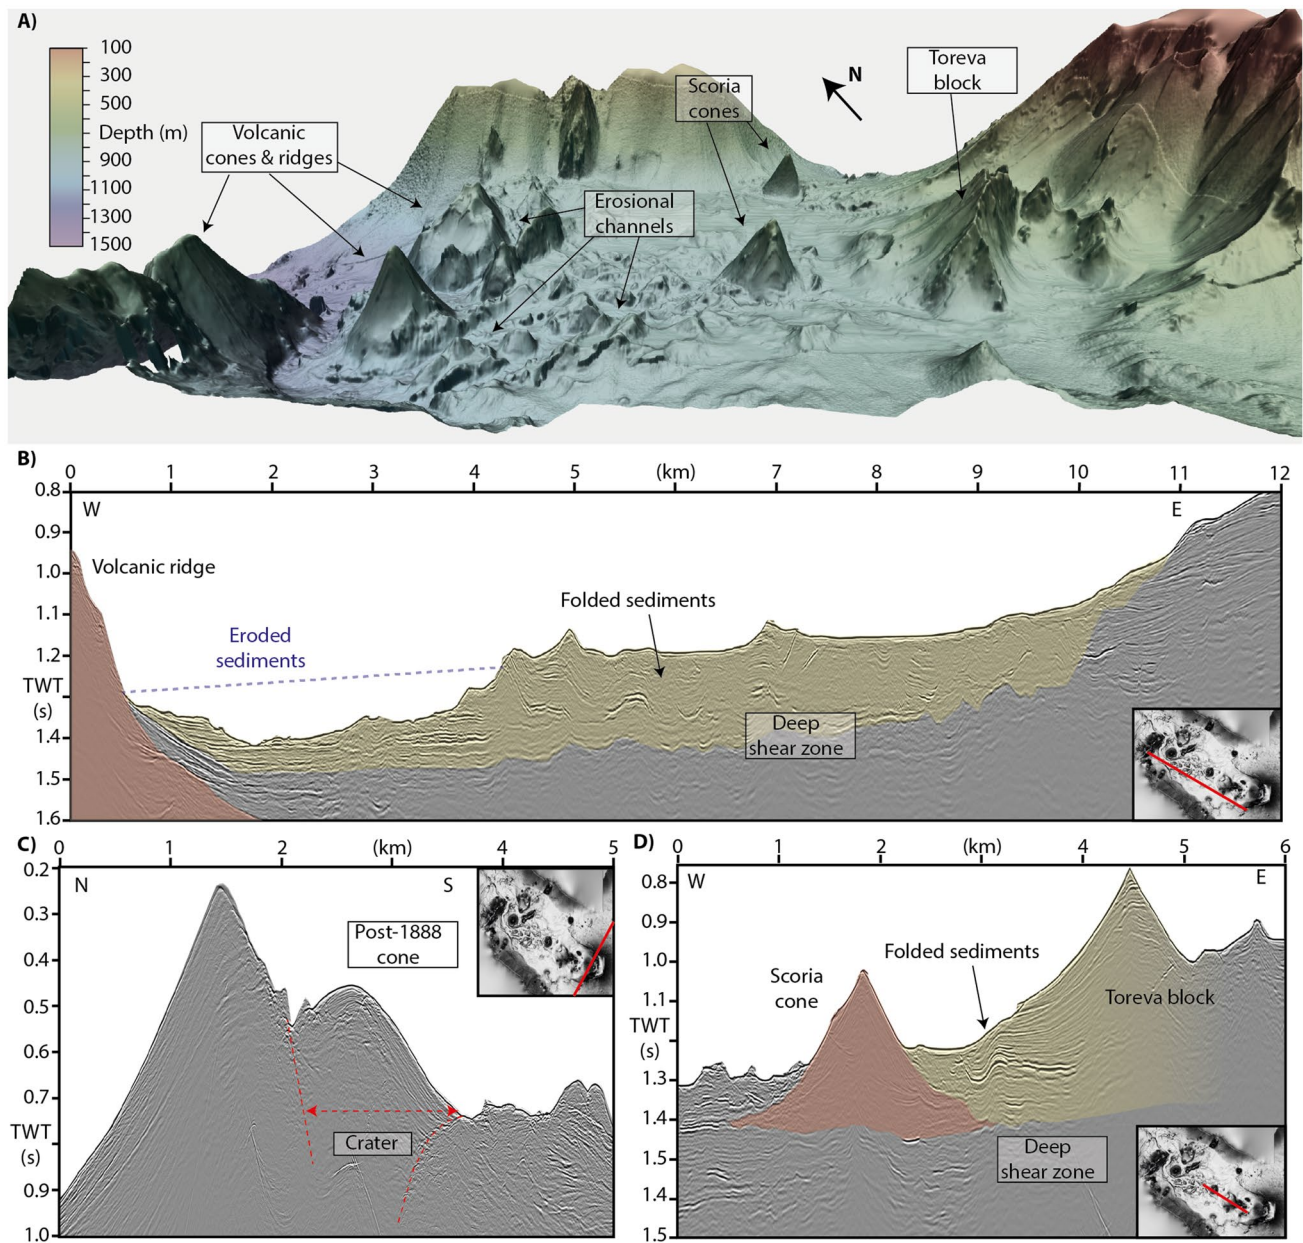 A)
100
300
500
Depth (m)
900
1100
1300
1500
Volcanic
cones & ridges
Scoria
cones
N
Toreva
block
Erosional
channels
B)
0 1 2 3 4 5 (km) 7 8 9 10 11 12
0.8
0.9
1.0
1.1
1.2
TWT
(s)
1.4
1.5
1.6
W
E
Volcanic ridge
Eroded
sediments
Folded sediments
Deep
shear zone
C)
0 1 2 (km) 4 5
0.2
0.3
0.4
0.5
0.6
0.7
TWT
(s)
0.9
1.0
N
S
Post-1888
cone
Crater
D)
0 1 2 (km) 4 5 6
0.8
0.9
1.0
1.1
TWT
(s)
1.3
1.4
1.5
1.4
1.5
W
E
Scoria
cone
Folded sediments
Toreva block
Deep
shear zone